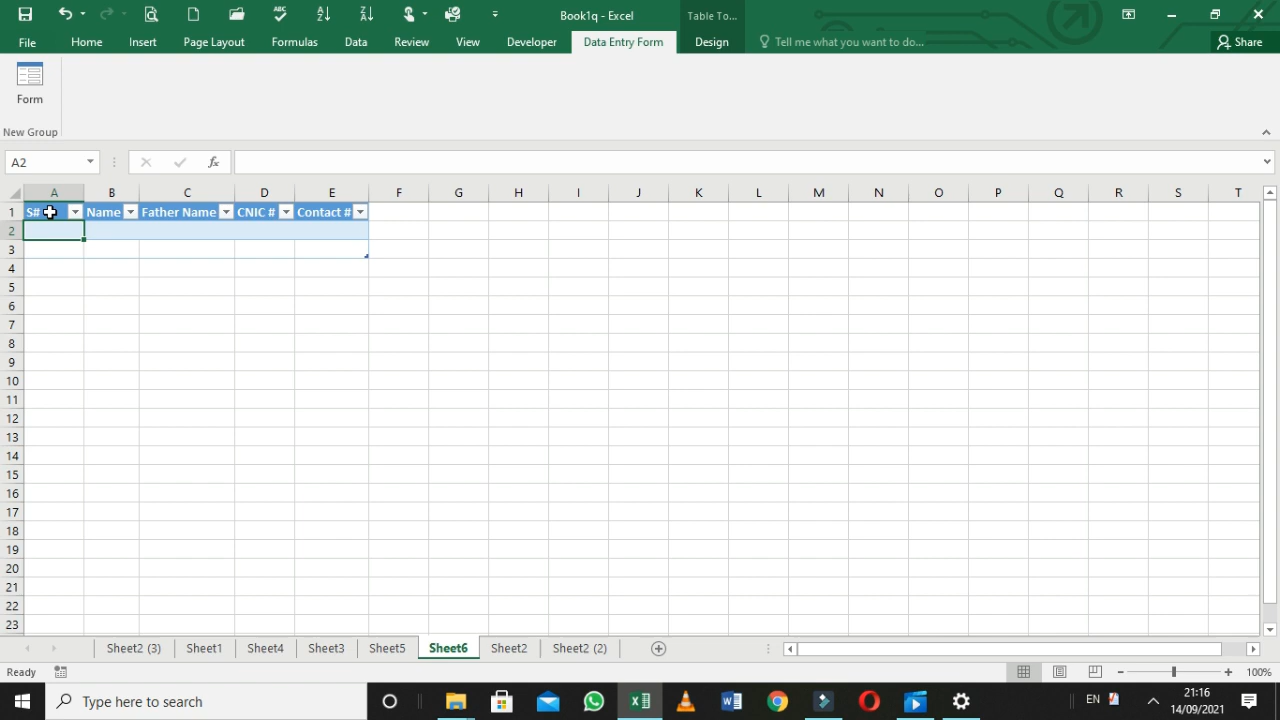 Book1q - Excel
Table To...
File
Home
Insert
Page Layout
Formulas
Data
Review
View
Developer
Data Entry Form
Design
Tell me what you want to do...
Share
Form
New Group
A2
fx
A B C D E F G H I J K L M N O P Q R S T
1 S# Name Father Name CNIC # Contact #
2
3
4
5
6
7
8
9
10
11
12
13
14
15
16
17
18
19
20
21
22
23
Sheet2 (3)
Sheet1
Sheet4
Sheet3
Sheet5
Sheet6
Sheet2
Sheet2 (2)
Ready
100%
Type here to search
EN
21:16
14/09/2021